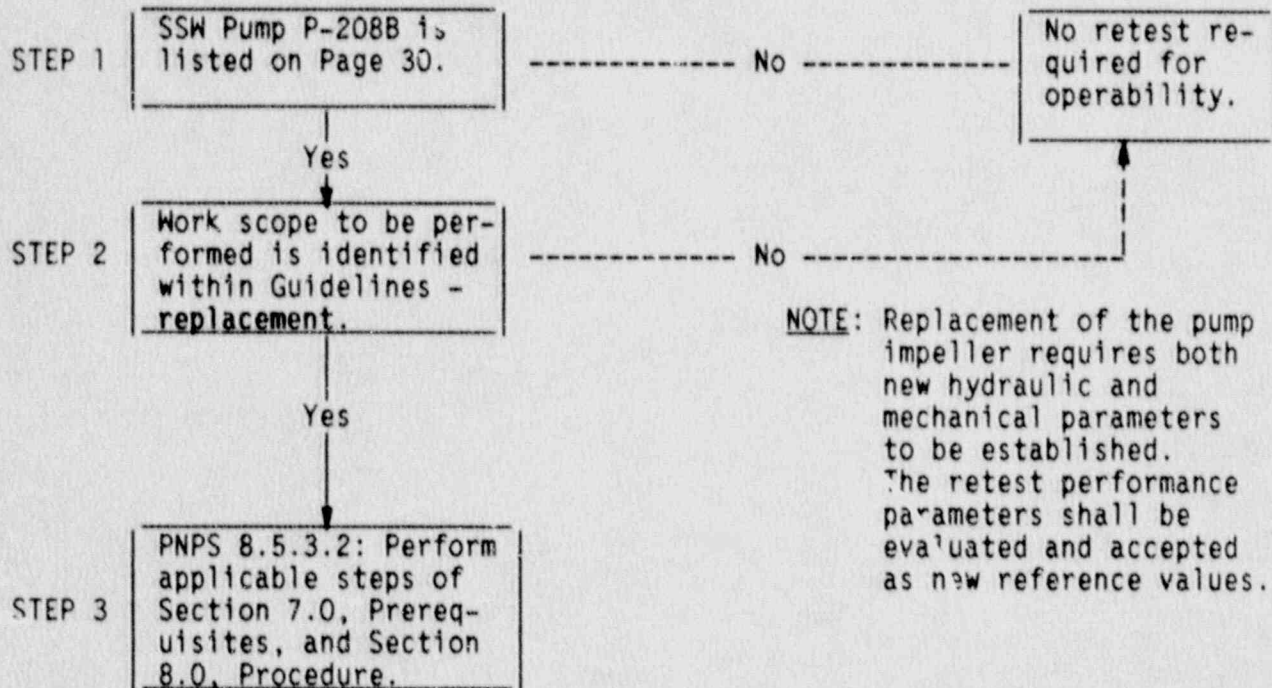 STEP 1
SSW Pump P-208B is
listed on Page 30.
No
No retest re-
quired for
operability.
Yes
STEP 2
Work scope to be per-
formed is identified
within Guidelines -
replacement.
No
NOTE: Replacement of the pump
impeller requires both
new hydraulic and
mechanical parameters
to be established.
The retest performance
parameters shall be
evaluated and accepted
as new reference values.
Yes
STEP 3
PNPS 8.5.3.2: Perform
applicable steps of
Section 7.0, Prereq-
uisites, and Section
8.0, Procedure.